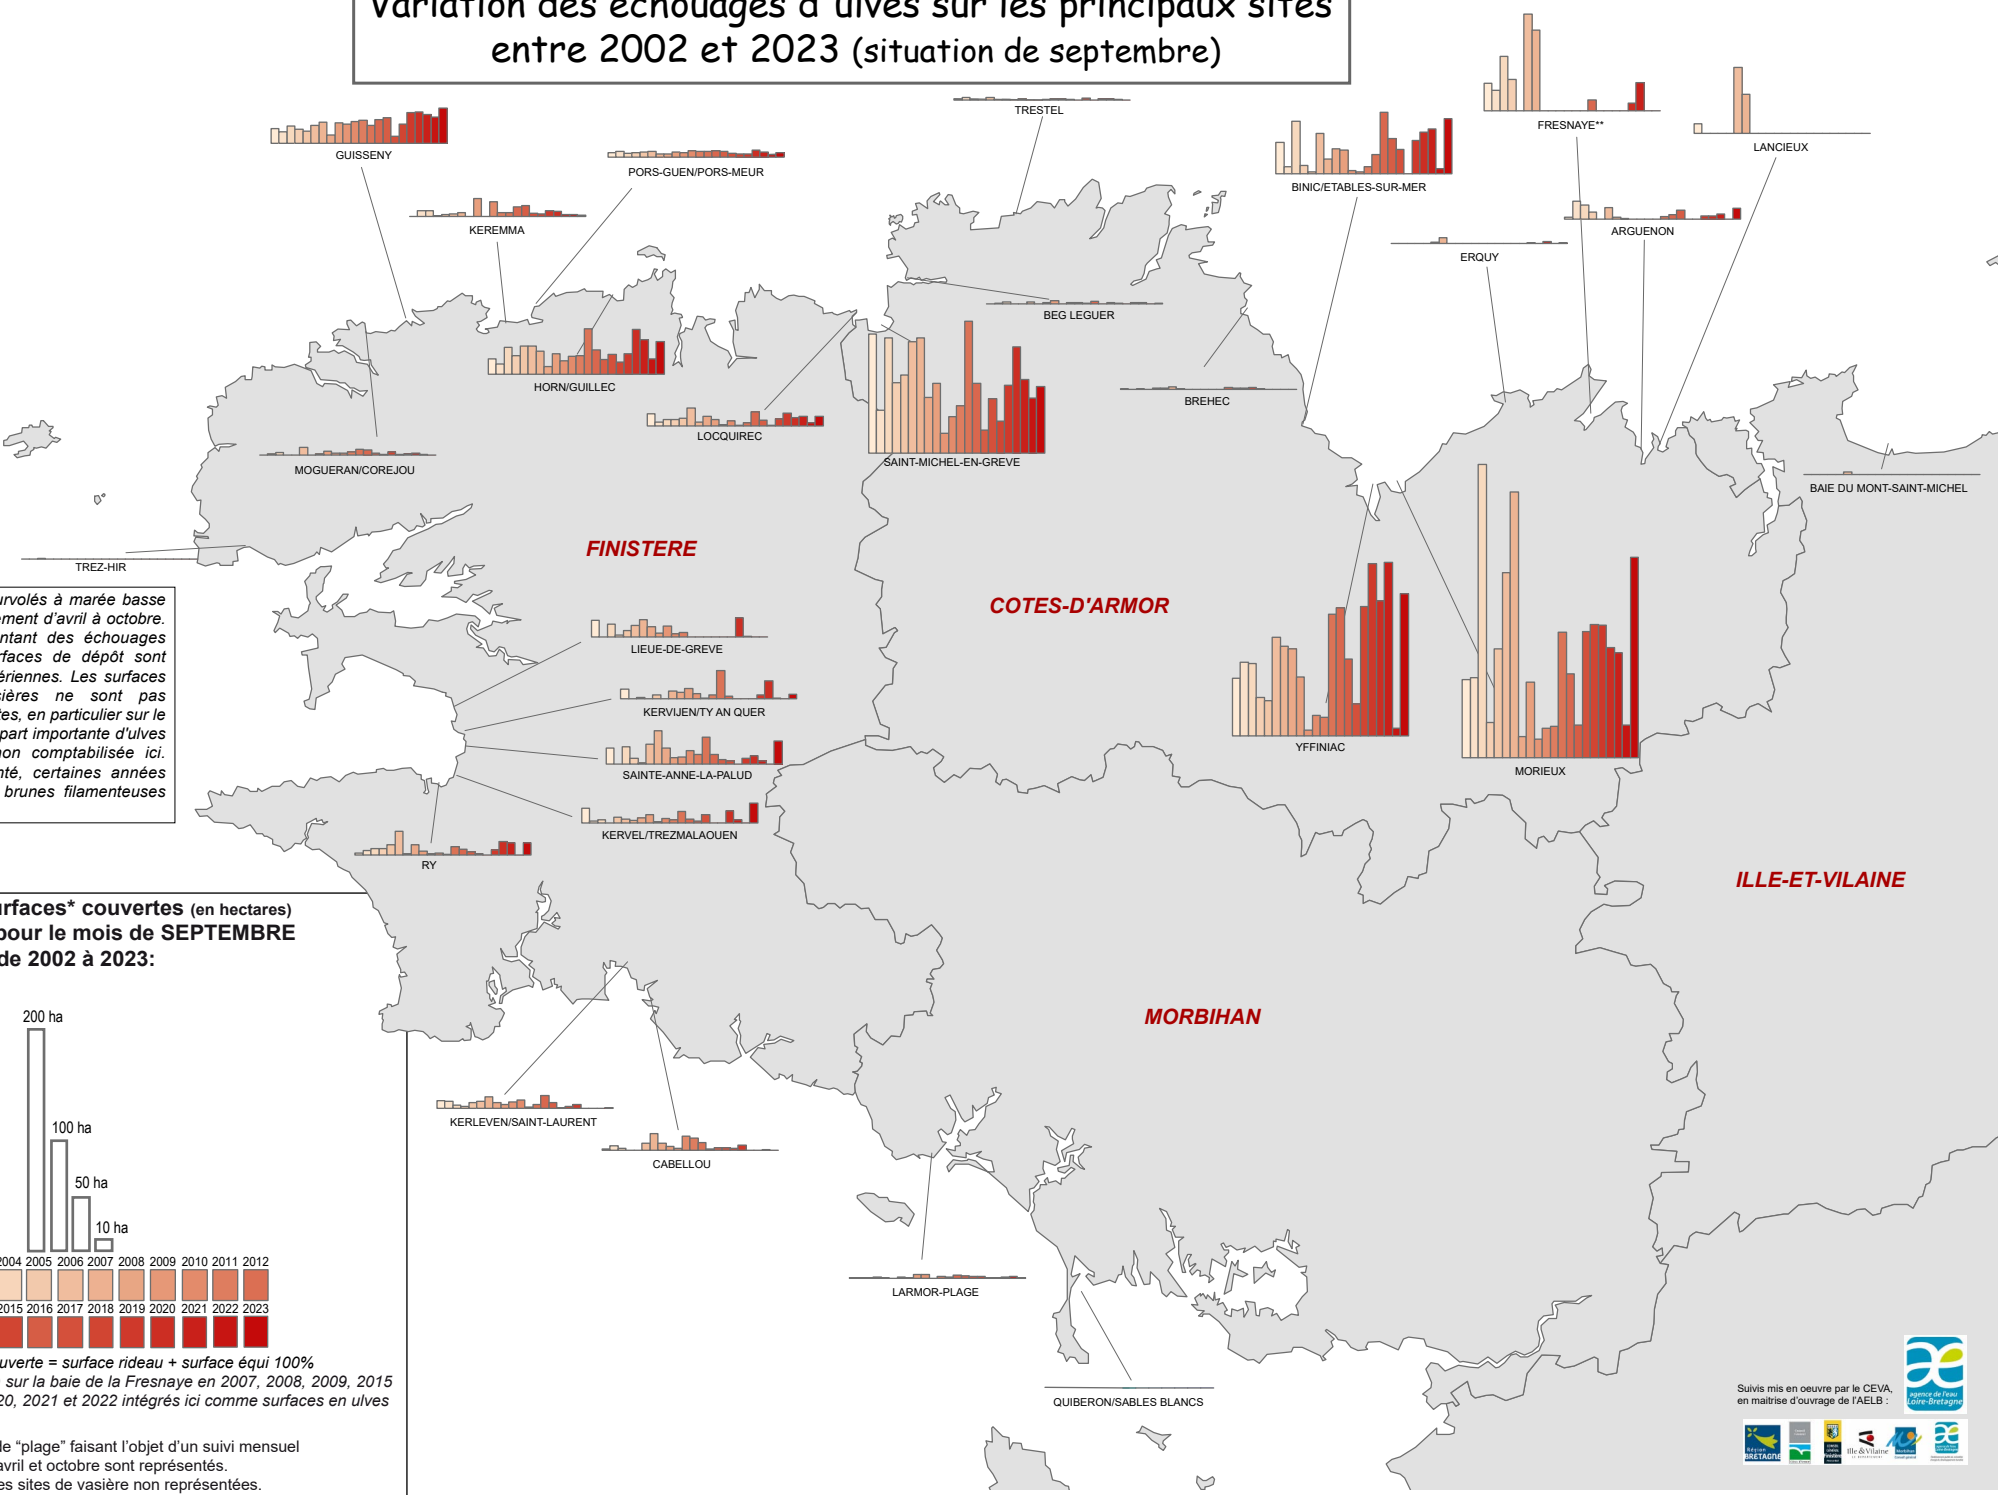 Variation des échouages d'ulves sur les principaux sites
entre 2002 et 2023 (situation de septembre)
GUISSENY
PORS-GUEN/PORS-MEUR
KEREMMA
TRESTEL
BINIC/ETABLES-SUR-MER
FRESNAYE**
LANCIEUX
ARGUENON
ERQUY
BEG LEGUER
HORN/GUILLEC
LOCQUIREC
SAINT-MICHEL-EN-GREVE
BREHEC
MOGUERAN/COREJOU
BAIE DU MONT-SAINT-MICHEL
TREZ-HIR
FINISTERE
COTES-D'ARMOR
urvolés à marée basse
ement d'avril à octobre.
ntant des échouages
rfaces de dépôt sont
ériennes. Les surfaces
sières ne sont pas
tes, en particulier sur le
part importante d'ulves
non comptabilisée ici.
nté, certaines années
brunes filamenteuses
LIEUE-DE-GREVE
KERVIJEN/TY AN QUER
SAINTE-ANNE-LA-PALUD
KERVEL/TREZMALAOUEN
RY
YFFINIAC
MORIEUX
ILLE-ET-VILAINE
MORBIHAN
urfaces* couvertes (en hectares)
pour le mois de SEPTEMBRE
de 2002 à 2023:
200 ha
100 ha
50 ha
10 ha
2004 2005 2006 2007 2008 2009 2010 2011 2012
2015 2016 2017 2018 2019 2020 2021 2022 2023
uverte = surface rideau + surface équi 100%
sur la baie de la Fresnaye en 2007, 2008, 2009, 2015
20, 2021 et 2022 intégrés ici comme surfaces en ulves
de "plage" faisant l'objet d'un suivi mensuel
avril et octobre sont représentés.
es sites de vasière non représentées.
KERLEVEN/SAINT-LAURENT
CABELLOU
LARMOR-PLAGE
QUIBERON/SABLES BLANCS
Suivis mis en oeuvre par le CEVA,
en maitrise d'ouvrage de l'AELB :
agence de l'eau
Loire-Bretagne
Région
BRETAGNE
Finistère
Ille & Vilaine
Morbihan